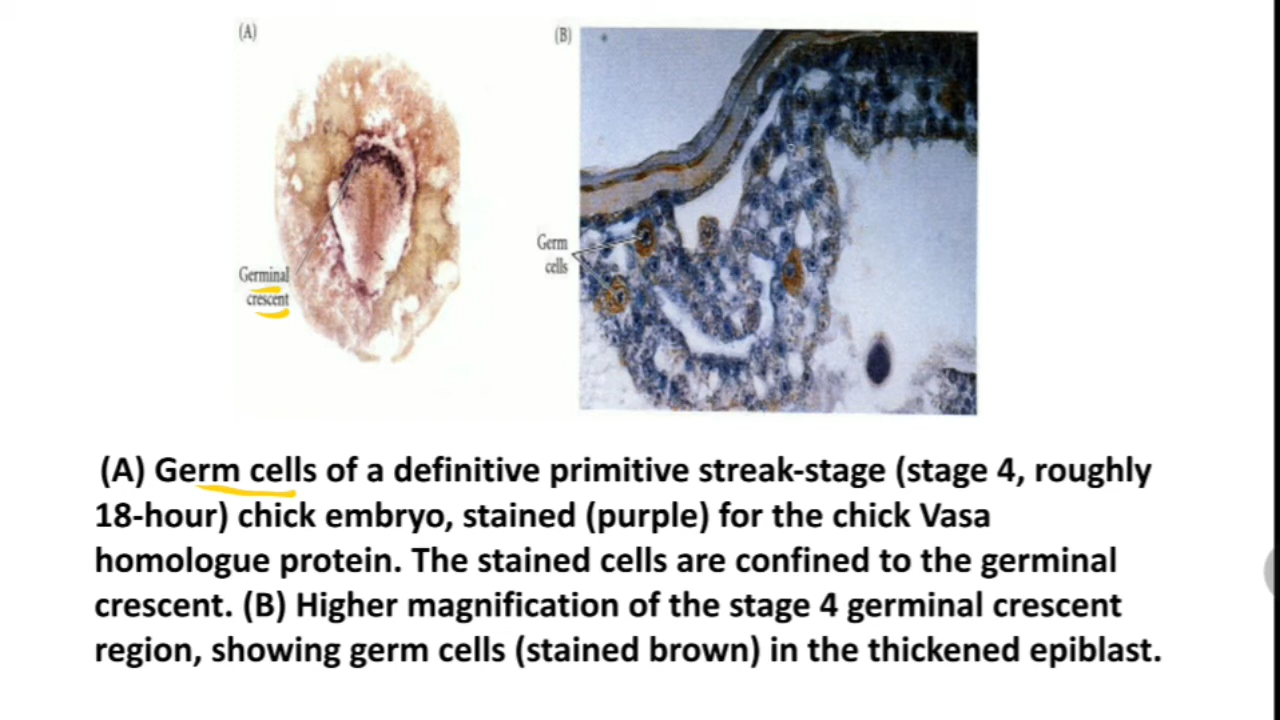 (A)
(B)
Germinal
crescent
Germ
cells
(A) Germ cells of a definitive primitive streak-stage (stage 4, roughly
18-hour) chick embryo, stained (purple) for the chick Vasa
homologue protein. The stained cells are confined to the germinal
crescent. (B) Higher magnification of the stage 4 germinal crescent
region, showing germ cells (stained brown) in the thickened epiblast.